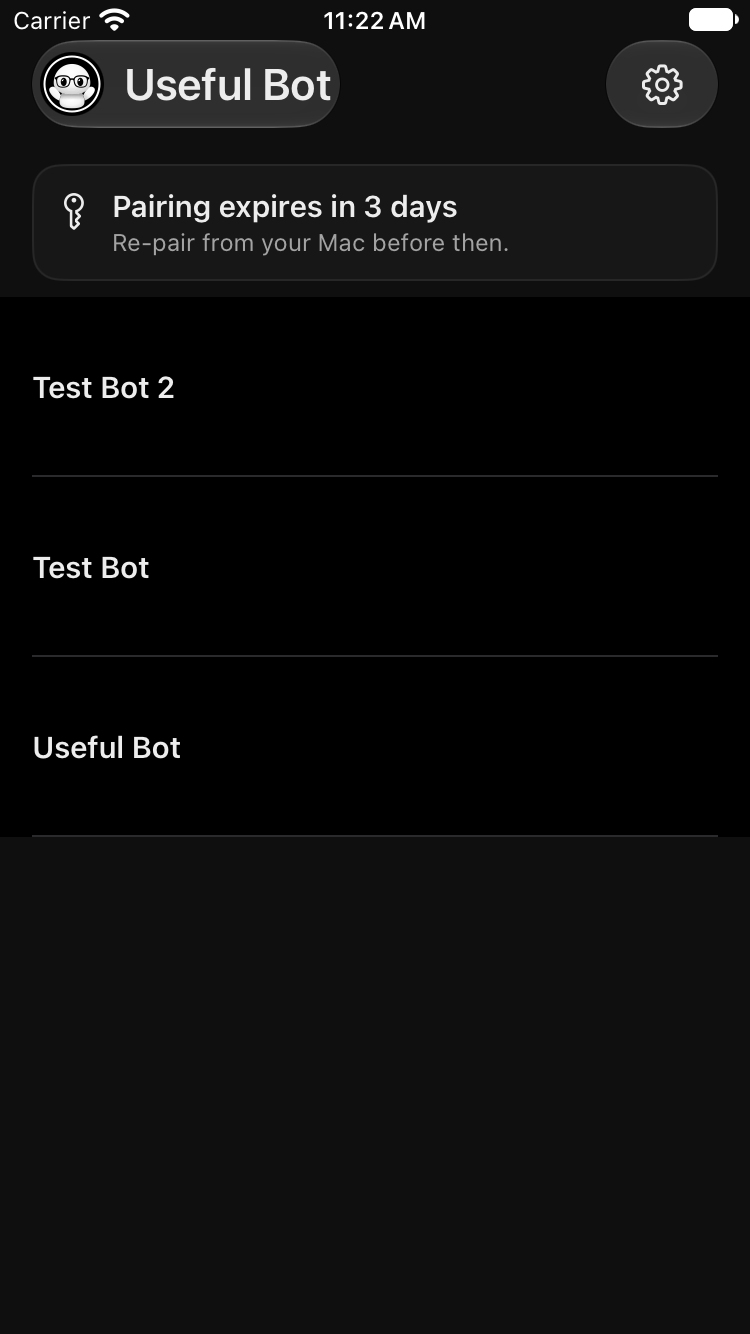 Carrier 11:22 AM
Useful Bot
Pairing expires in 3 days
Re-pair from your Mac before then.
Test Bot 2
Test Bot
Useful Bot